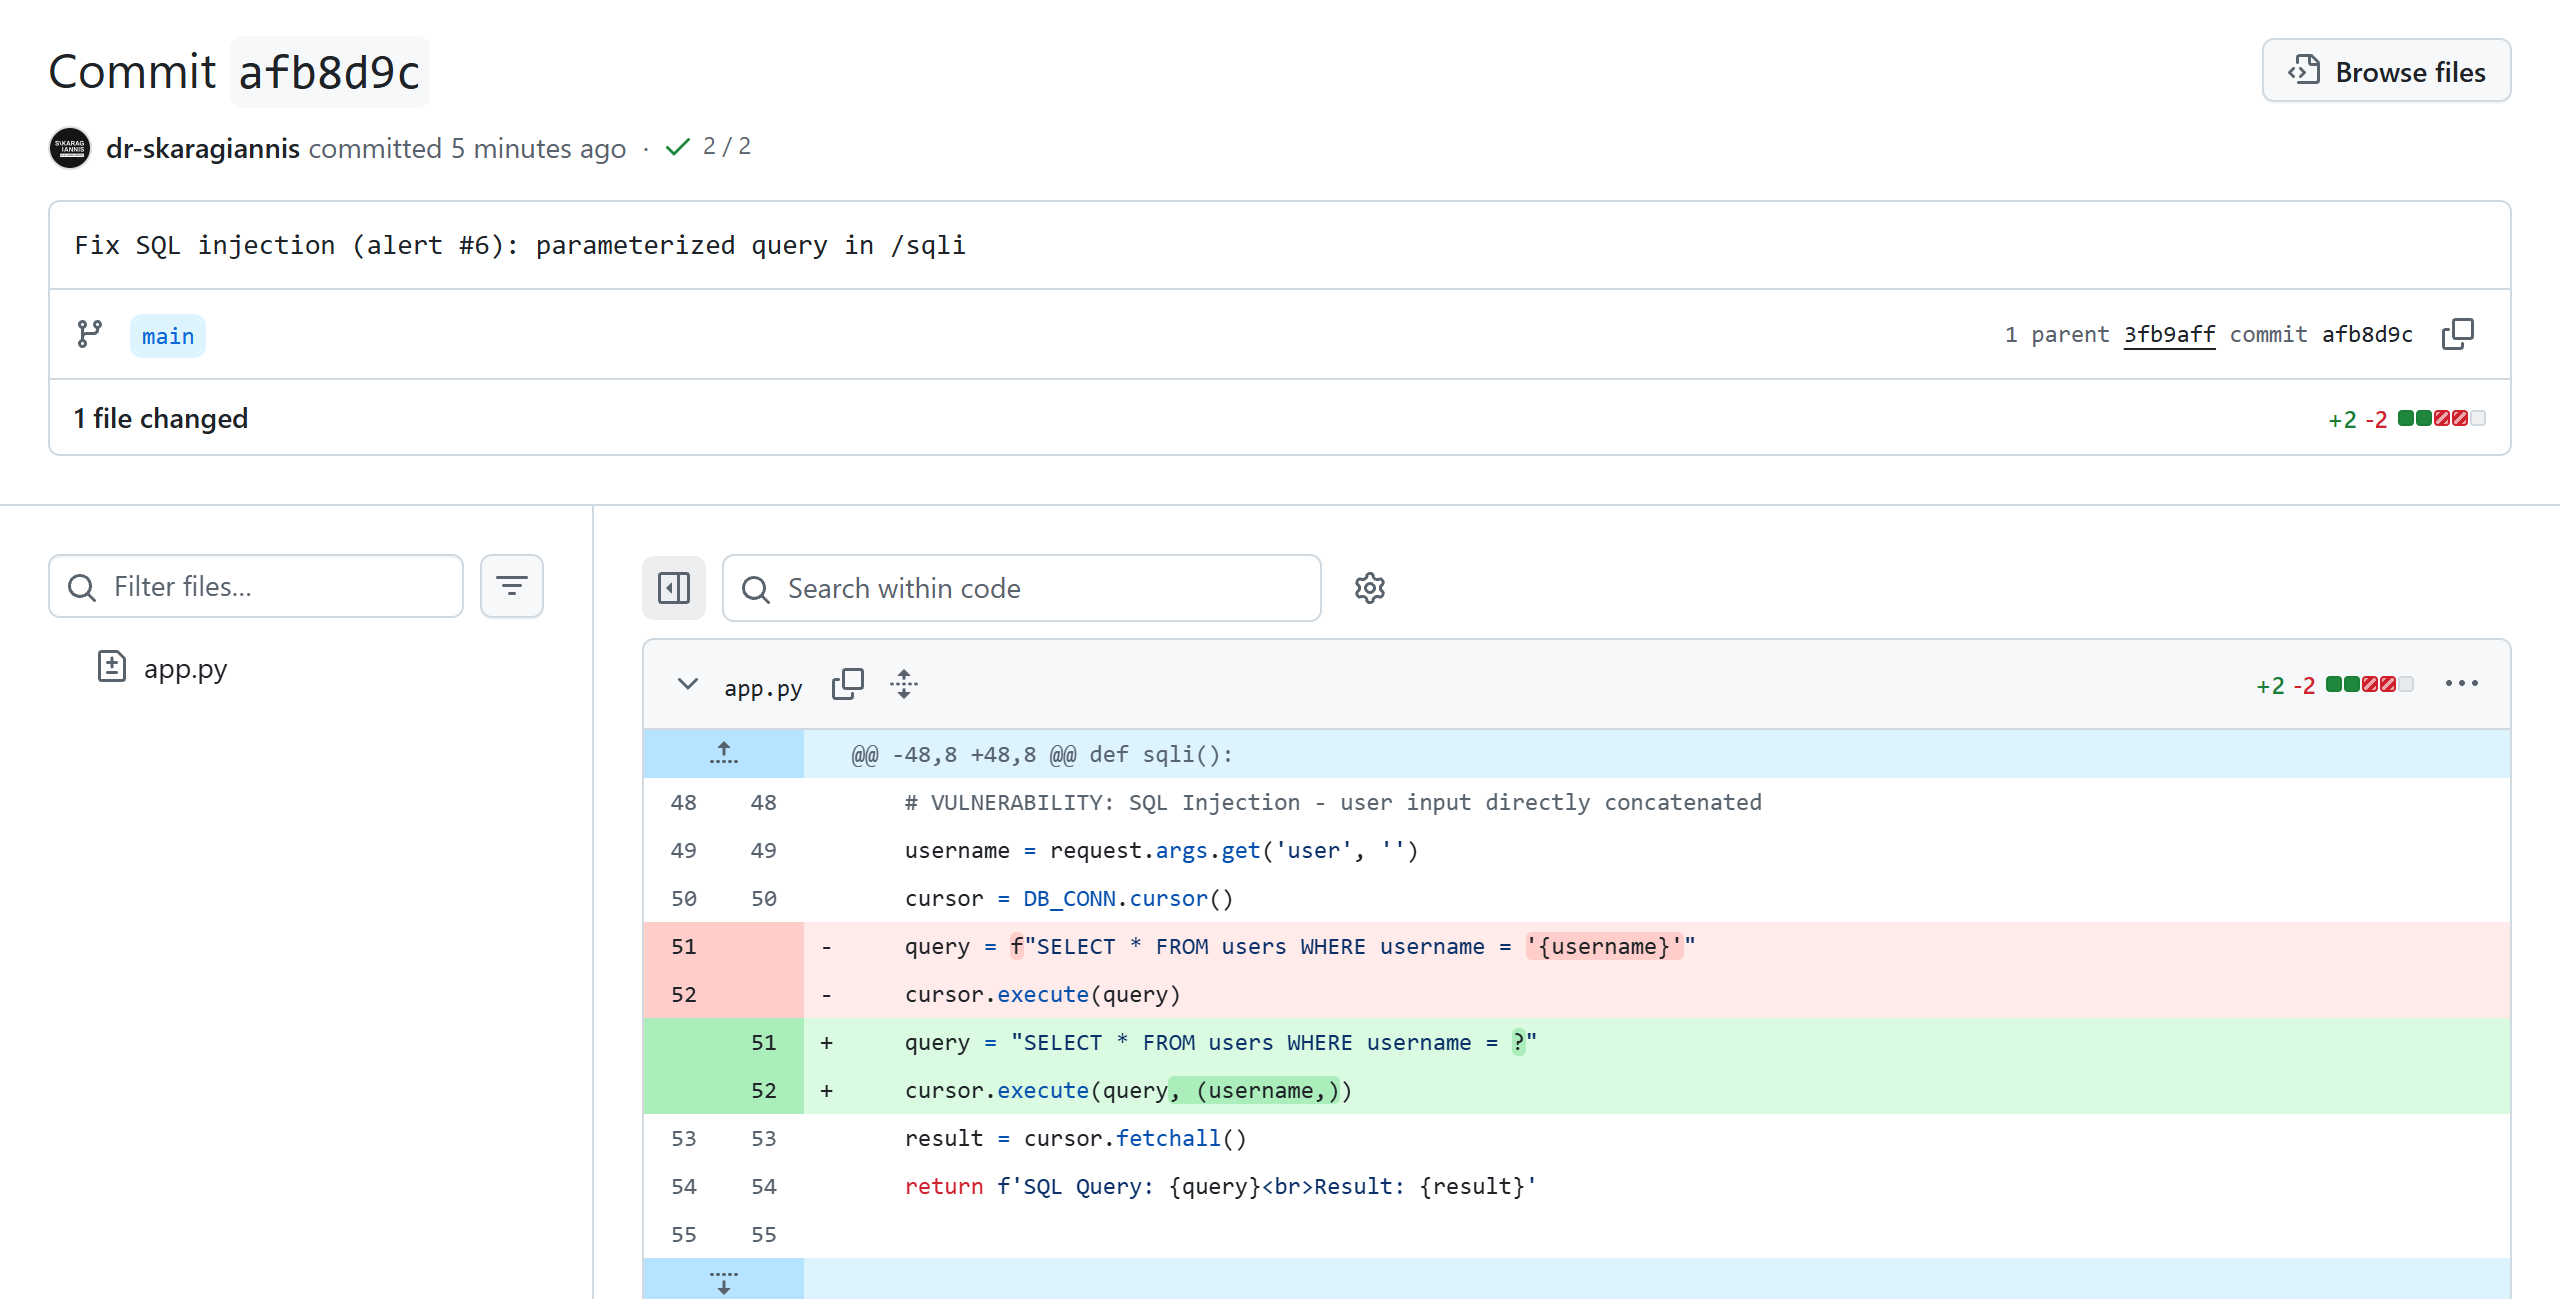 Commit afb8d9c
Browse files
dr-skaragiannis committed 5 minutes ago · 2 / 2
Fix SQL injection (alert #6): parameterized query in /sqli
main
1 parent 3fb9aff commit afb8d9c
1 file changed
+2 -2
Filter files...
app.py
Search within code
app.py
+2 -2
@@ -48,8 +48,8 @@ def sqli():
48 48 # VULNERABILITY: SQL Injection - user input directly concatenated
49 49 username = request.args.get('user', '')
50 50 cursor = DB_CONN.cursor()
51 - query = f"SELECT * FROM users WHERE username = '{username}'"
52 - cursor.execute(query)
51 + query = "SELECT * FROM users WHERE username = ?"
52 + cursor.execute(query, (username,))
53 53 result = cursor.fetchall()
54 54 return f'SQL Query: {query}<br>Result: {result}'
55 55